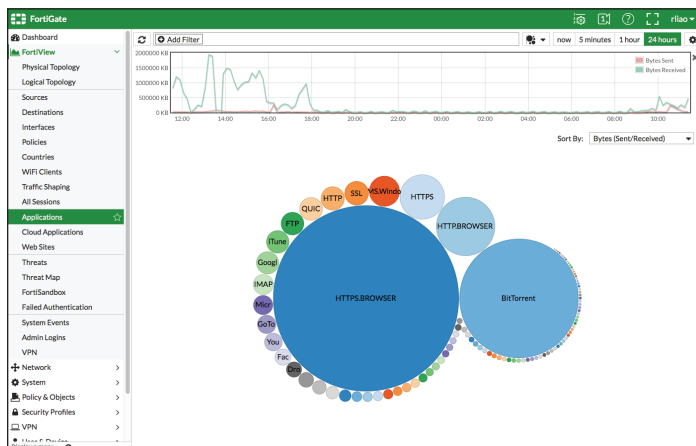 FortiGate
1
?
rliao
Dashboard
FortiView
Physical Topology
Logical Topology
Sources
Destinations
Interfaces
Policies
Countries
WiFi Clients
Traffic Shaping
All Sessions
Applications
Cloud Applications
Web Sites
Threats
Threat Map
FortiSandbox
Failed Authentication
System Events
Admin Logins
VPN
Network
System
Policy & Objects
Security Profiles
VPN
Add Filter
now 5 minutes 1 hour 24 hours
2000000 KB
1500000 KB
1000000 KB
500000 KB
0 KB
12:00 14:00 16:00 18:00 20:00 22:00 00:00 02:00 04:00 06:00 08:00 10:00
Bytes Sent
Bytes Received
Sort By: Bytes (Sent/Received)
HTTPS.BROWSER
BitTorrent
HTTP.BROWSER
HTTPS
MS.Windo
SSL
HTTP
QUIC
FTP
iTune
Googl
IMAP
Micr
GoTo
You
Fac
Dro